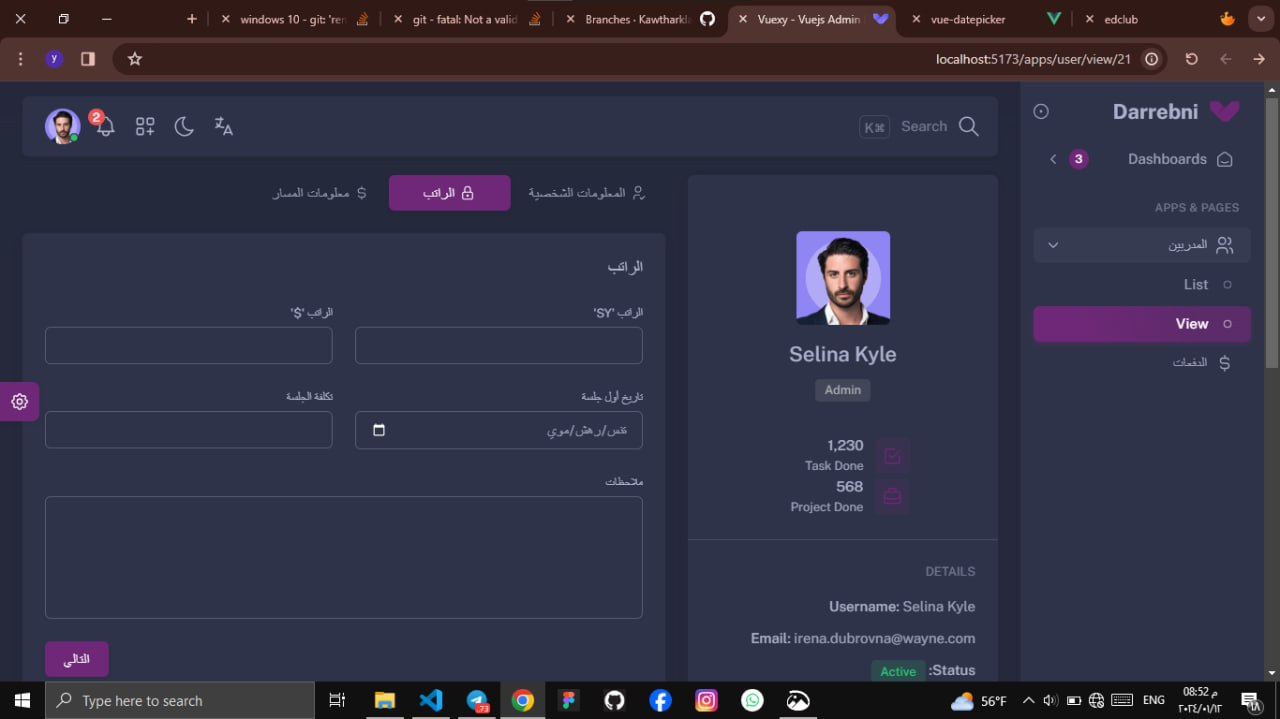 windows 10 - git: 'rem
git - fatal: Not a valid
Branches · Kawtharkla
Vuexy - Vuejs Admin
vue-datepicker
edclub
y
localhost:5173/apps/user/view/21
2
K⌘
Search
Darrebni
3
Dashboards
APPS & PAGES
المدربين
List
View
الدفعات
المعلومات الشخصية
الراتب
معلومات المسار
الراتب
الراتب 'SY'
الراتب '$'
تاريخ أول جلسة
تكلفة الجلسة
ملاحظات
التالي
Selina Kyle
Admin
1,230
Task Done
568
Project Done
DETAILS
Username: Selina Kyle
Email: irena.dubrovna@wayne.com
Status:
Active
Type here to search
73
56°F
ENG
08:52 م
٢٠٢٤/٠١/١٢